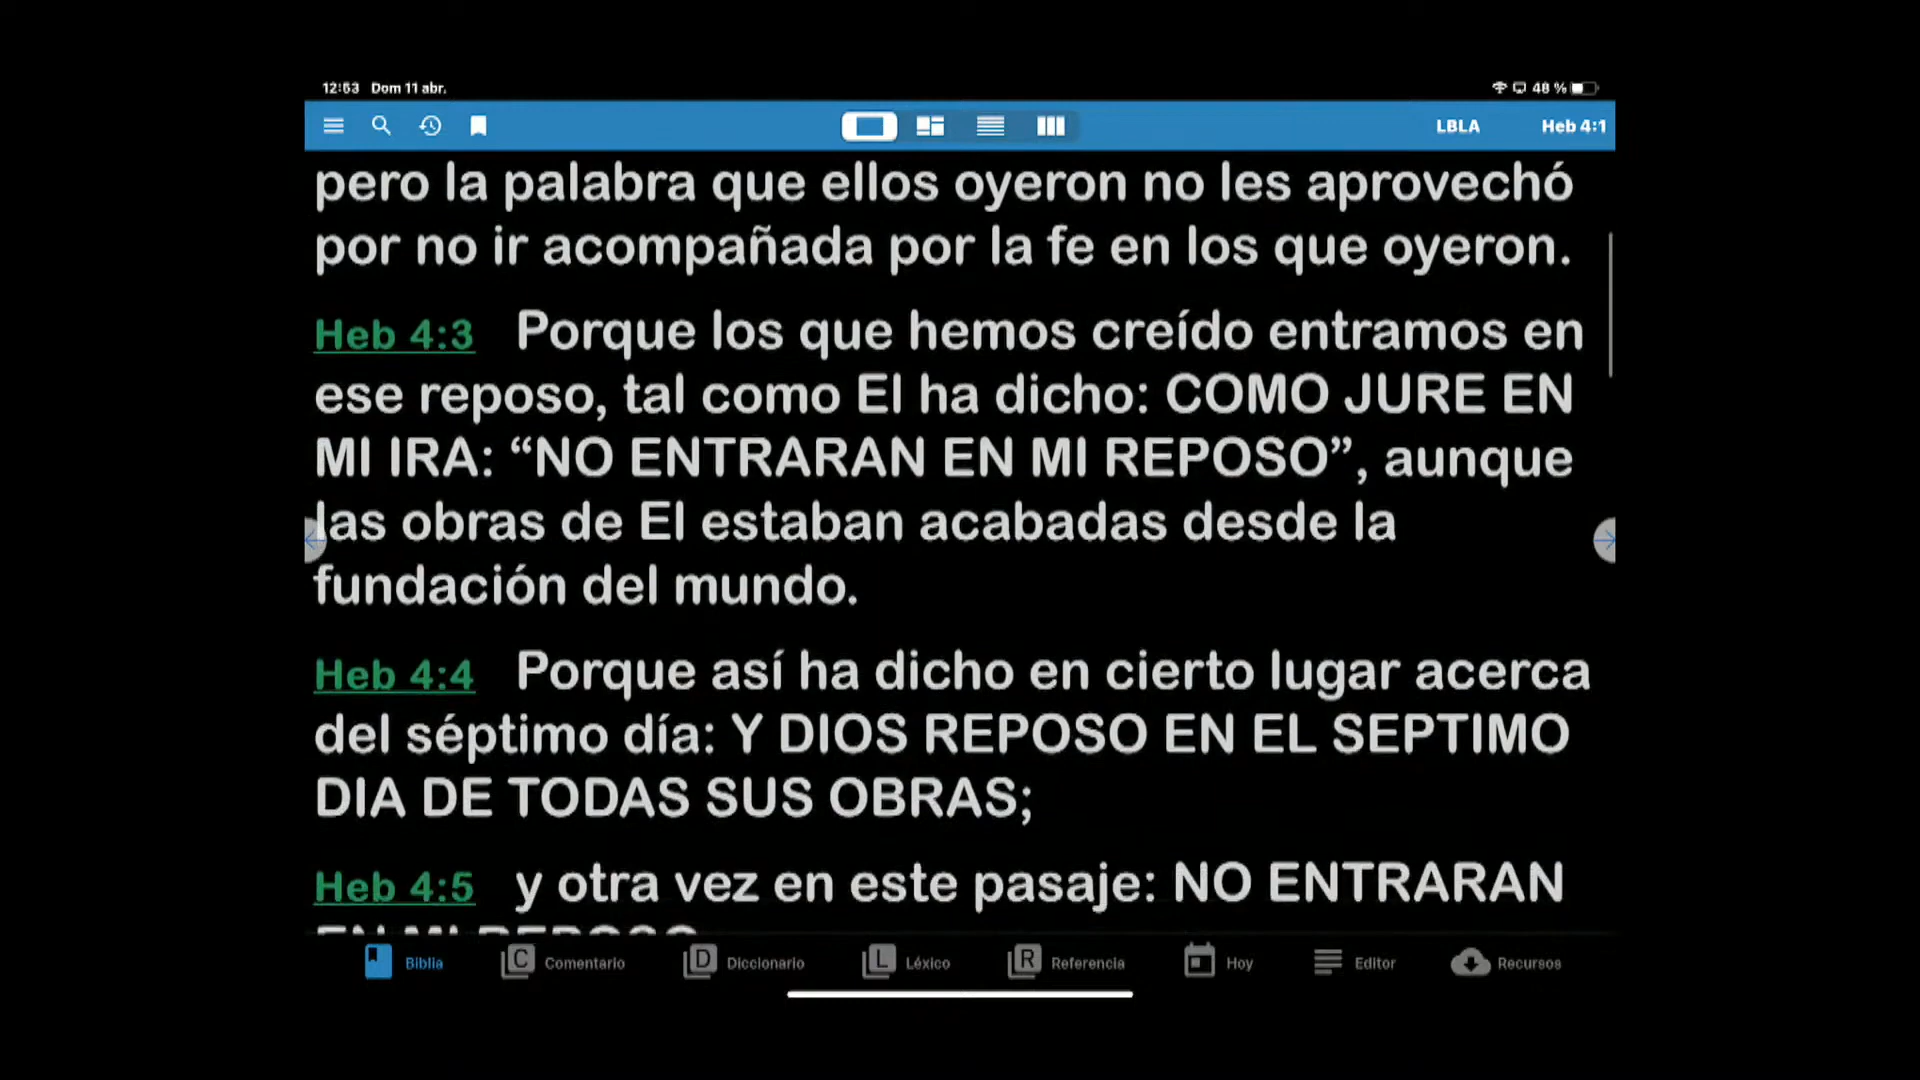 12:53 Dom 11 abr.
48 %
LBLA Heb 4:1
pero la palabra que ellos oyeron no les aprovechó
por no ir acompañada por la fe en los que oyeron.
Heb 4:3 Porque los que hemos creído entramos en
ese reposo, tal como El ha dicho: COMO JURE EN
MI IRA: “NO ENTRARAN EN MI REPOSO”, aunque
las obras de El estaban acabadas desde la
fundación del mundo.
Heb 4:4 Porque así ha dicho en cierto lugar acerca
del séptimo día: Y DIOS REPOSO EN EL SEPTIMO
DIA DE TODAS SUS OBRAS;
Heb 4:5 y otra vez en este pasaje: NO ENTRARAN
EN MI REPOSO
Biblia C Comentario D Diccionario L Léxico R Referencia Hoy Editor Recursos